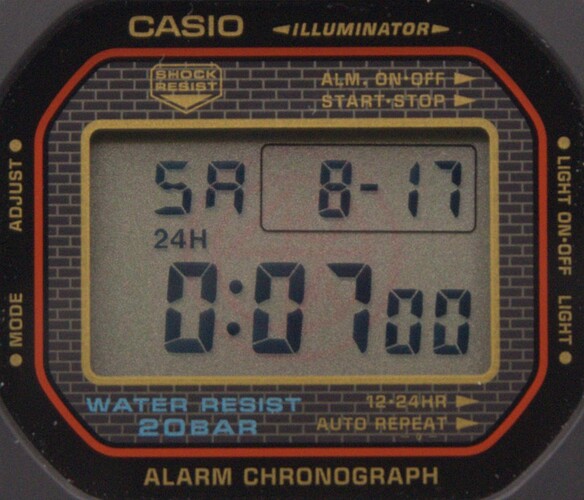 CASIO ILLUMINATOR
SHOCK RESIST
ALM. ON·OFF
START·STOP
ADJUST
MODE
SA 8-17
24H
0:07 00
LIGHT ON·OFF
LIGHT
WATER RESIST
20BAR
12·24HR
AUTO REPEAT
ALARM CHRONOGRAPH